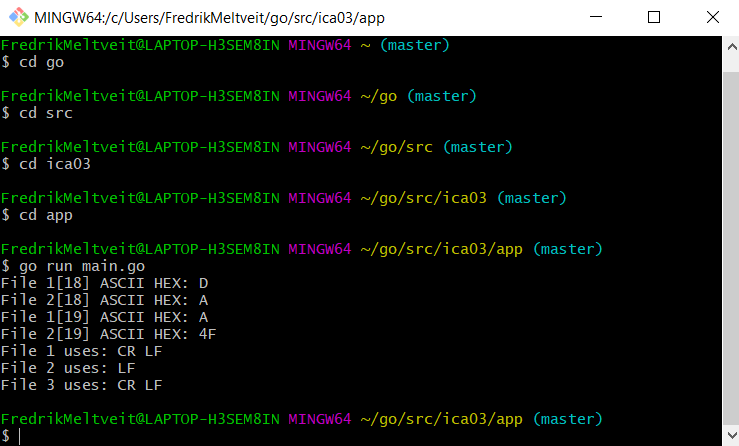 MINGW64:/c/Users/FredrikMeltveit/go/src/ica03/app
FredrikMeltveit@LAPTOP-H3SEM8IN MINGW64 ~ (master)
$ cd go
FredrikMeltveit@LAPTOP-H3SEM8IN MINGW64 ~/go (master)
$ cd src
FredrikMeltveit@LAPTOP-H3SEM8IN MINGW64 ~/go/src (master)
$ cd ica03
FredrikMeltveit@LAPTOP-H3SEM8IN MINGW64 ~/go/src/ica03 (master)
$ cd app
FredrikMeltveit@LAPTOP-H3SEM8IN MINGW64 ~/go/src/ica03/app (master)
$ go run main.go
File 1[18] ASCII HEX: D
File 2[18] ASCII HEX: A
File 1[19] ASCII HEX: A
File 2[19] ASCII HEX: 4F
File 1 uses: CR LF
File 2 uses: LF
File 3 uses: CR LF
FredrikMeltveit@LAPTOP-H3SEM8IN MINGW64 ~/go/src/ica03/app (master)
$